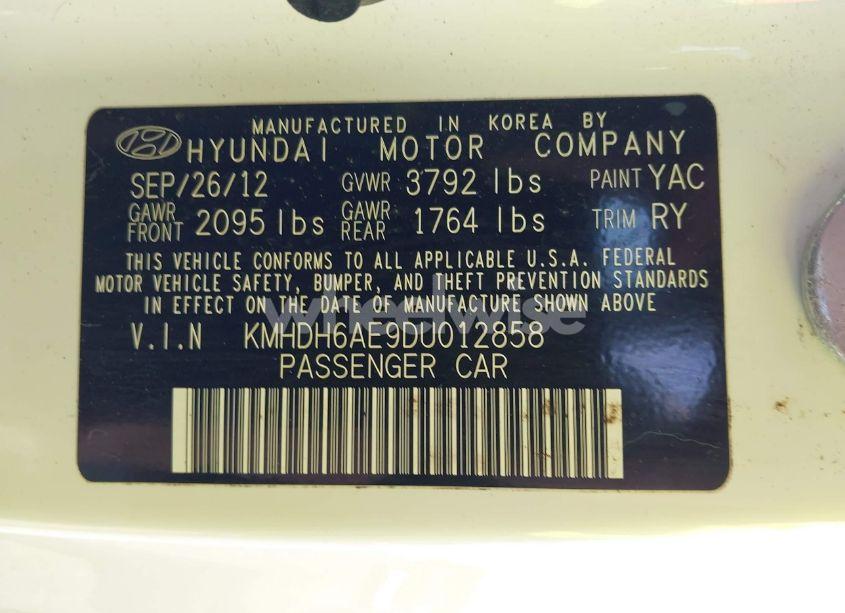 MANUFACTURED IN KOREA BY
HYUNDAI MOTOR COMPANY
SEP/26/12 GVWR 3792 lbs PAINT YAC
GAWR FRONT 2095 lbs GAWR REAR 1764 lbs TRIM RY
THIS VEHICLE CONFORMS TO ALL APPLICABLE U.S.A. FEDERAL
MOTOR VEHICLE SAFETY, BUMPER, AND THEFT PREVENTION STANDARDS
IN EFFECT ON THE DATE OF MANUFACTURE SHOWN ABOVE
wheelwise
V.I.N KMHDH6AE9DU012858
PASSENGER CAR